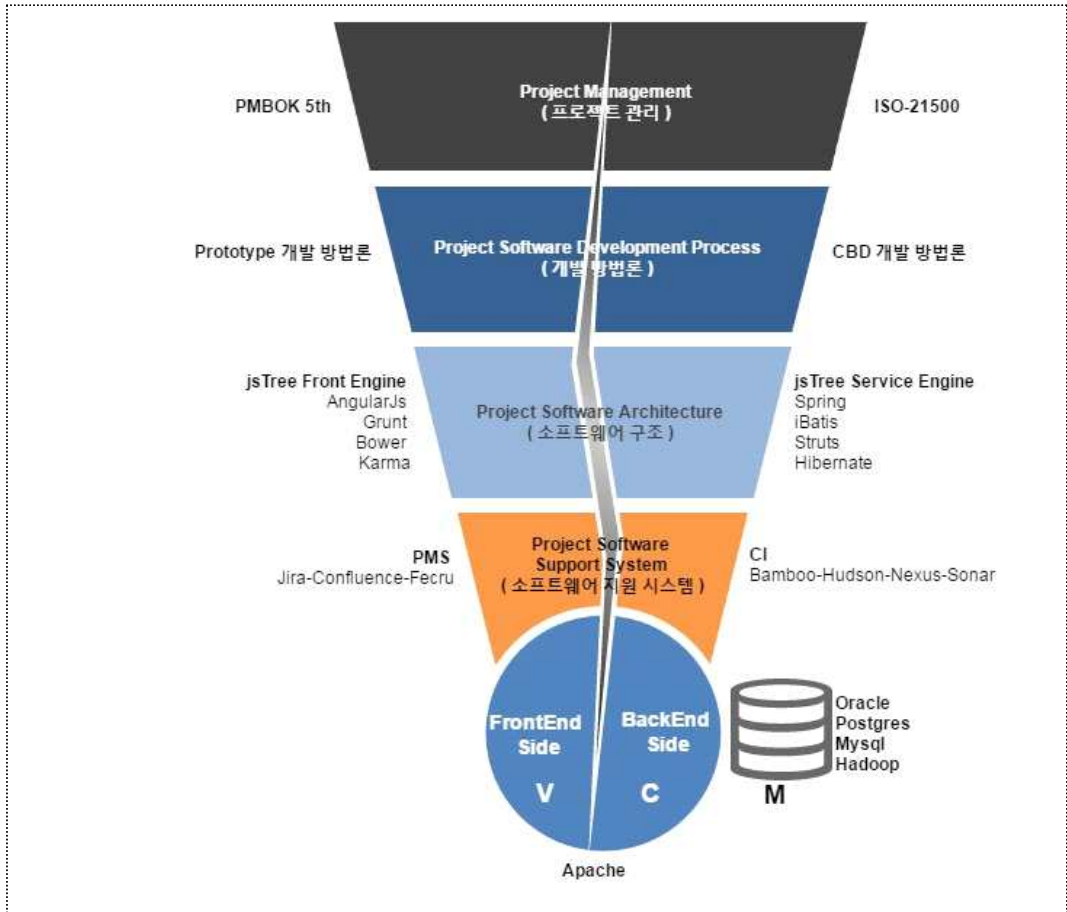 Project Management
( 프로젝트 관리 )
PMBOK 5th
ISO-21500
Project Software Development Process
( 개발 방법론 )
Prototype 개발 방법론
CBD 개발 방법론
jsTree Front Engine
AngularJs
Grunt
Bower
Karma
Project Software Architecture
( 소프트웨어 구조 )
jsTree Service Engine
Spring
iBatis
Struts
Hibernate
PMS
Jira-Confluence-Fecru
Project Software
Support System
( 소프트웨어 지원 시스템 )
CI
Bamboo-Hudson-Nexus-Sonar
FrontEnd
Side
V
BackEnd
Side
C
Oracle
Postgres
Mysql
Hadoop
M
Apache